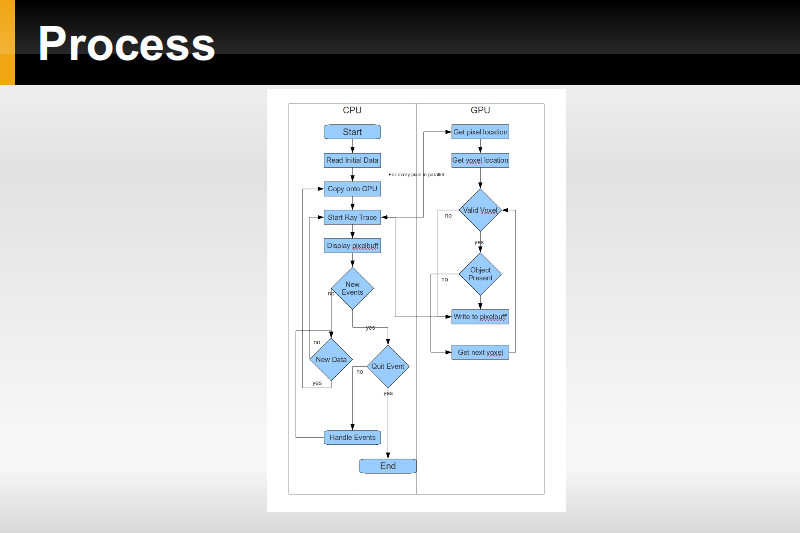 Process
CPU
GPU
Start
Get pixel location
Read Initial Data
Get voxel location
For every pixel in parallel
Copy onto GPU
Start Ray Trace
Valid Voxel
no
Display pixelbuff
yes
Object
Present
no
New
Events
no
Write to pixelbuff
yes
no
New Data
Quit Event
Get next voxel
no
yes
yes
Handle Events
End